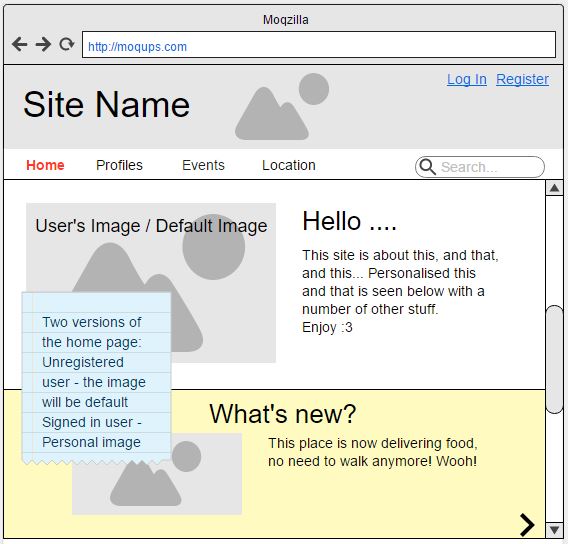 Moqzilla
http://moqups.com
Log In Register
Site Name
Home Profiles Events Location Search...
User's Image / Default Image
Hello ....
This site is about this, and that,
and this... Personalised this
and that is seen below with a
number of other stuff.
Enjoy :3
Two versions of
the home page:
Unregistered
user - the image
will be default
Signed in user -
Personal image
What's new?
This place is now delivering food,
no need to walk anymore! Wooh!